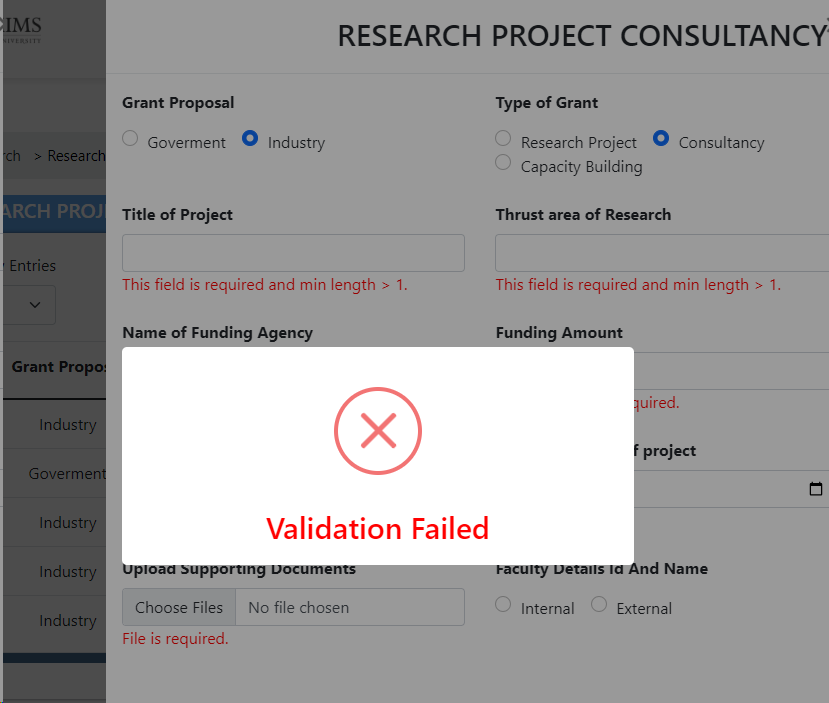 IMS
RESEARCH PROJECT CONSULTANCY
Grant Proposal
Type of Grant
Goverment
Industry
Research Project
Consultancy
Capacity Building
rch > Research
ARCH PROJ
Title of Project
Thrust area of Research
Entries
This field is required and min length > 1.
This field is required and min length > 1.
Name of Funding Agency
Funding Amount
Grant Propos
quired.
Industry
f project
Goverment
Industry
Validation Failed
Upload Supporting Documents
Faculty Details Id And Name
Industry
Choose Files
No file chosen
Internal
External
Industry
File is required.